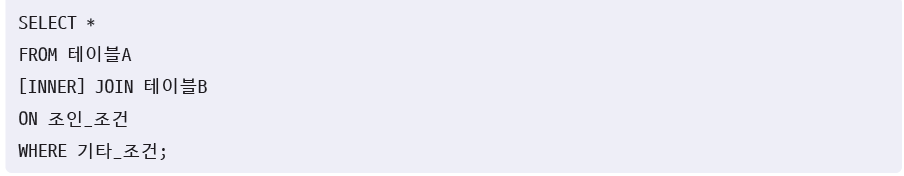 SELECT *
FROM 테이블A
[INNER] JOIN 테이블B
ON 조인_조건
WHERE 기타_조건;